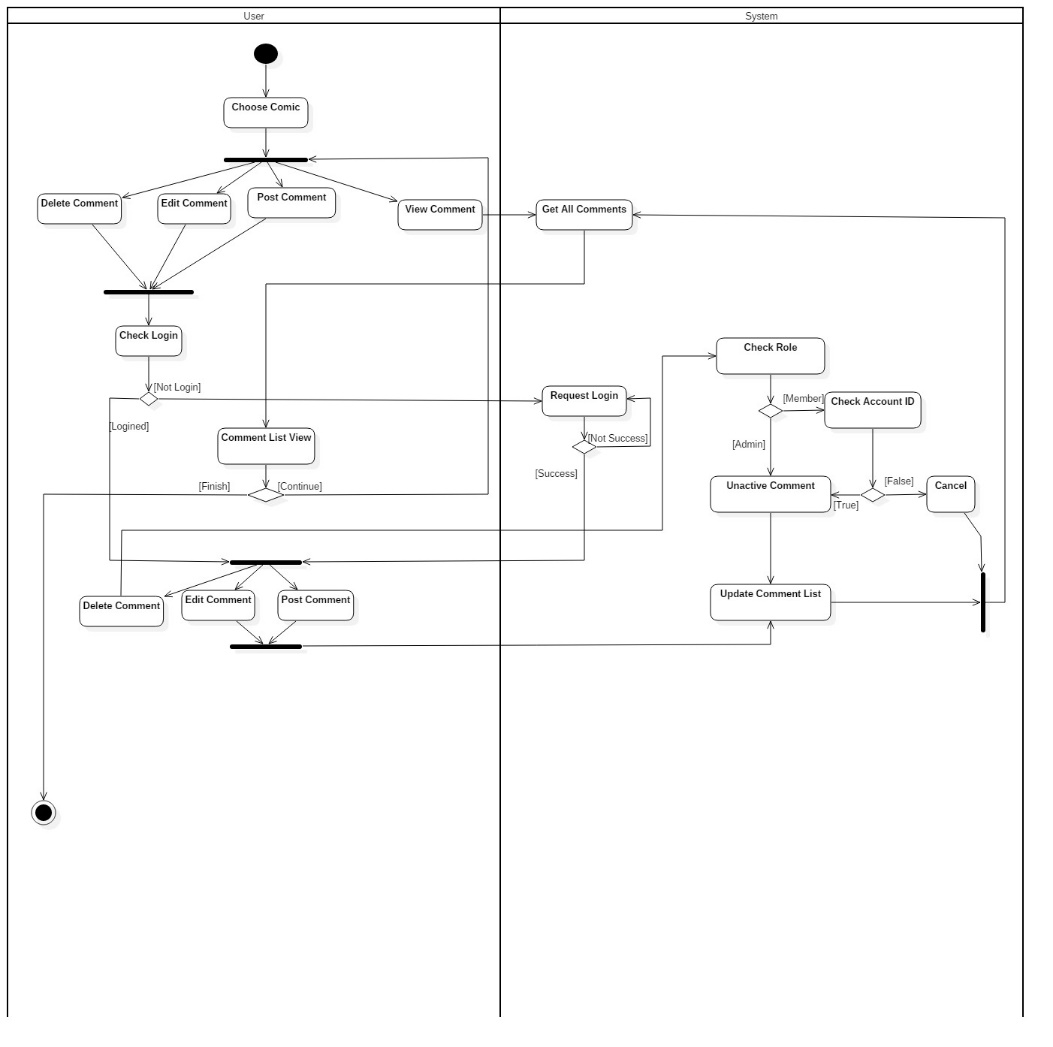 User
System
Choose Comic
Delete Comment
Edit Comment
Post Comment
View Comment
Get All Comments
Check Login
[Not Login]
[Logined]
Check Role
Request Login
[Not Success]
[Success]
[Member]
Check Account ID
[Admin]
Comment List View
[Finish]
[Continue]
Unactive Comment
[True]
[False]
Cancel
Delete Comment
Edit Comment
Post Comment
Update Comment List